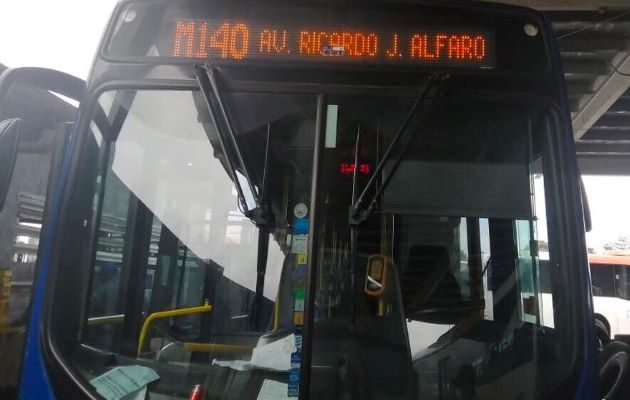 M140 AV. RICARDO J. ALFARO